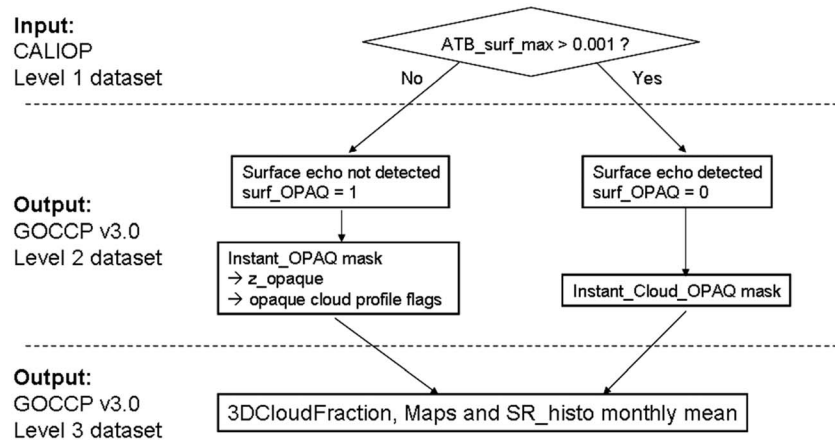 Input:
CALIOP
Level 1 dataset
ATB_surf_max > 0.001 ?
No
Yes
Output:
GOCCP v3.0
Level 2 dataset
Surface echo not detected
surf_OPAQ = 1
Surface echo detected
surf_OPAQ = 0
Instant_OPAQ mask
→ z_opaque
→ opaque cloud profile flags
Instant_Cloud_OPAQ mask
Output:
GOCCP v3.0
Level 3 dataset
3DCloudFraction, Maps and SR_histo monthly mean